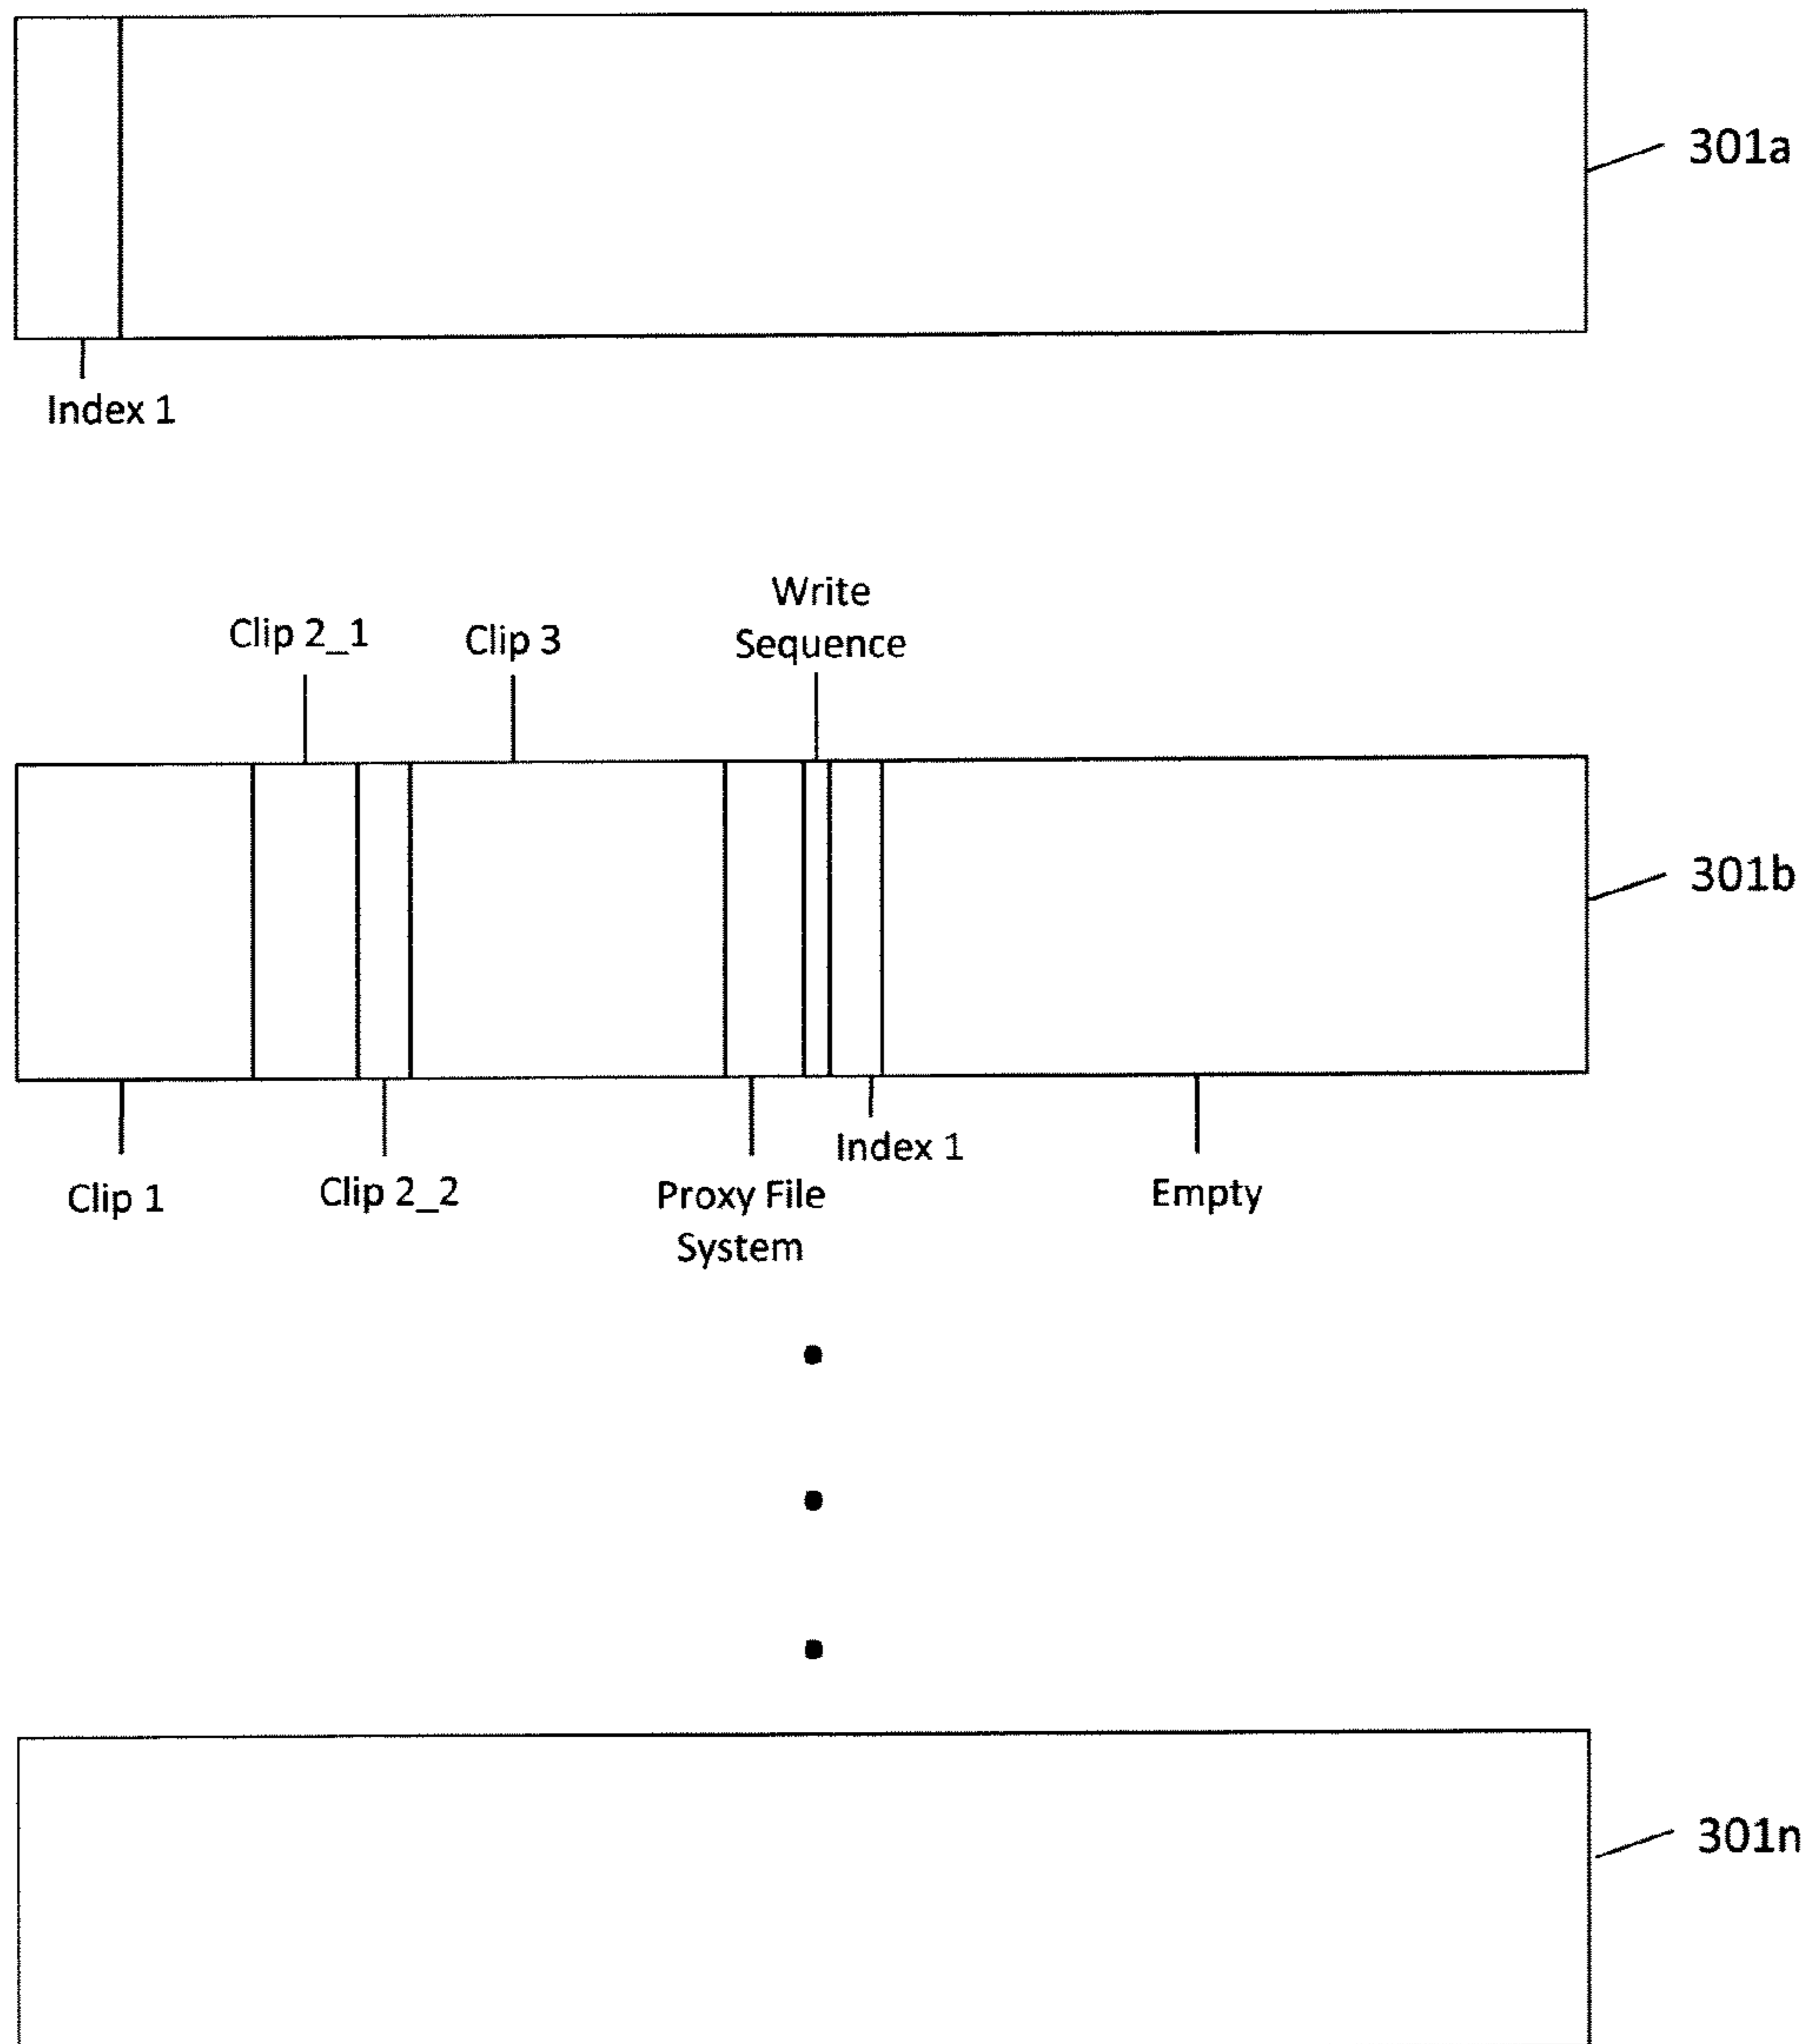 301a
Index 1
Write
Sequence
Clip 2_1
Clip 3
301b
Clip 1
Clip 2_2
Proxy File
System
Index 1
Empty
301n